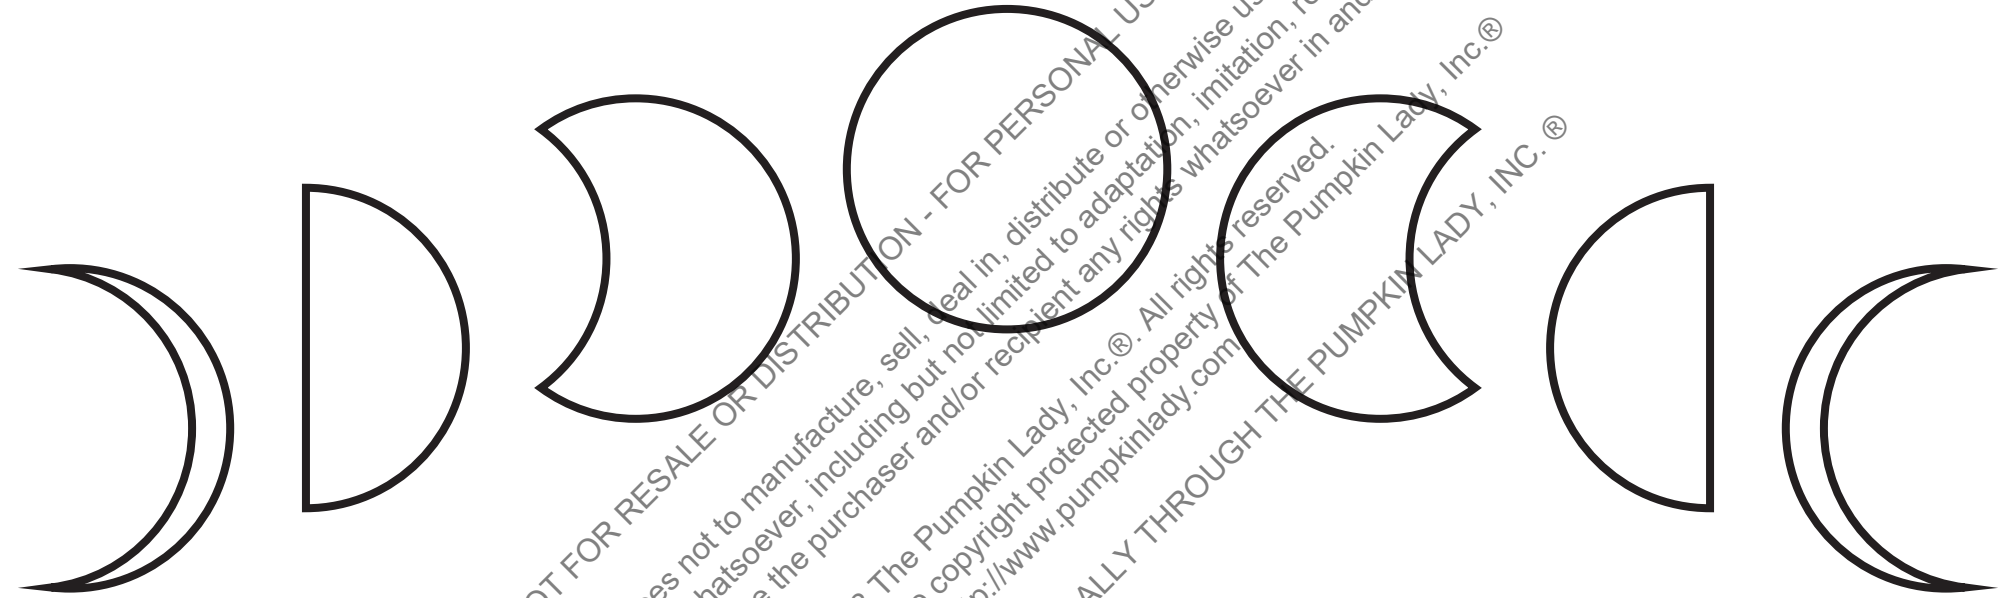 OT FOR RESALE OR DISTRIBUTION - FOR PERSONAL US
es not to manufacture, sell, deal in, distribute or otherwise us
hatsoever, including but not limited to adaptation, imitation, re
e the purchaser and/or recipient any rights whatsoever in and
The Pumpkin Lady, Inc.®. All rights reserved.
copyright protected property of The Pumpkin Lady, Inc.®
p://www.pumpkinlady.com
ALLY THROUGH THE PUMPKIN LADY, INC. ®